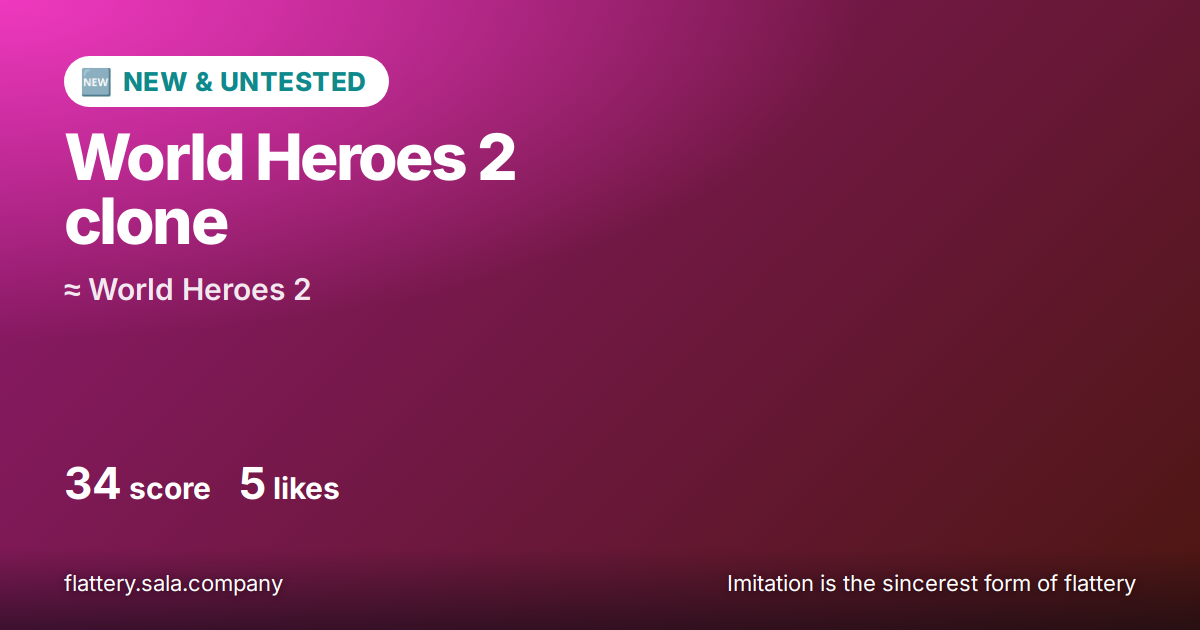 🆕 NEW & UNTESTED
World Heroes 2
clone
≈ World Heroes 2
34 score 5 likes
flattery.sala.company
Imitation is the sincerest form of flattery